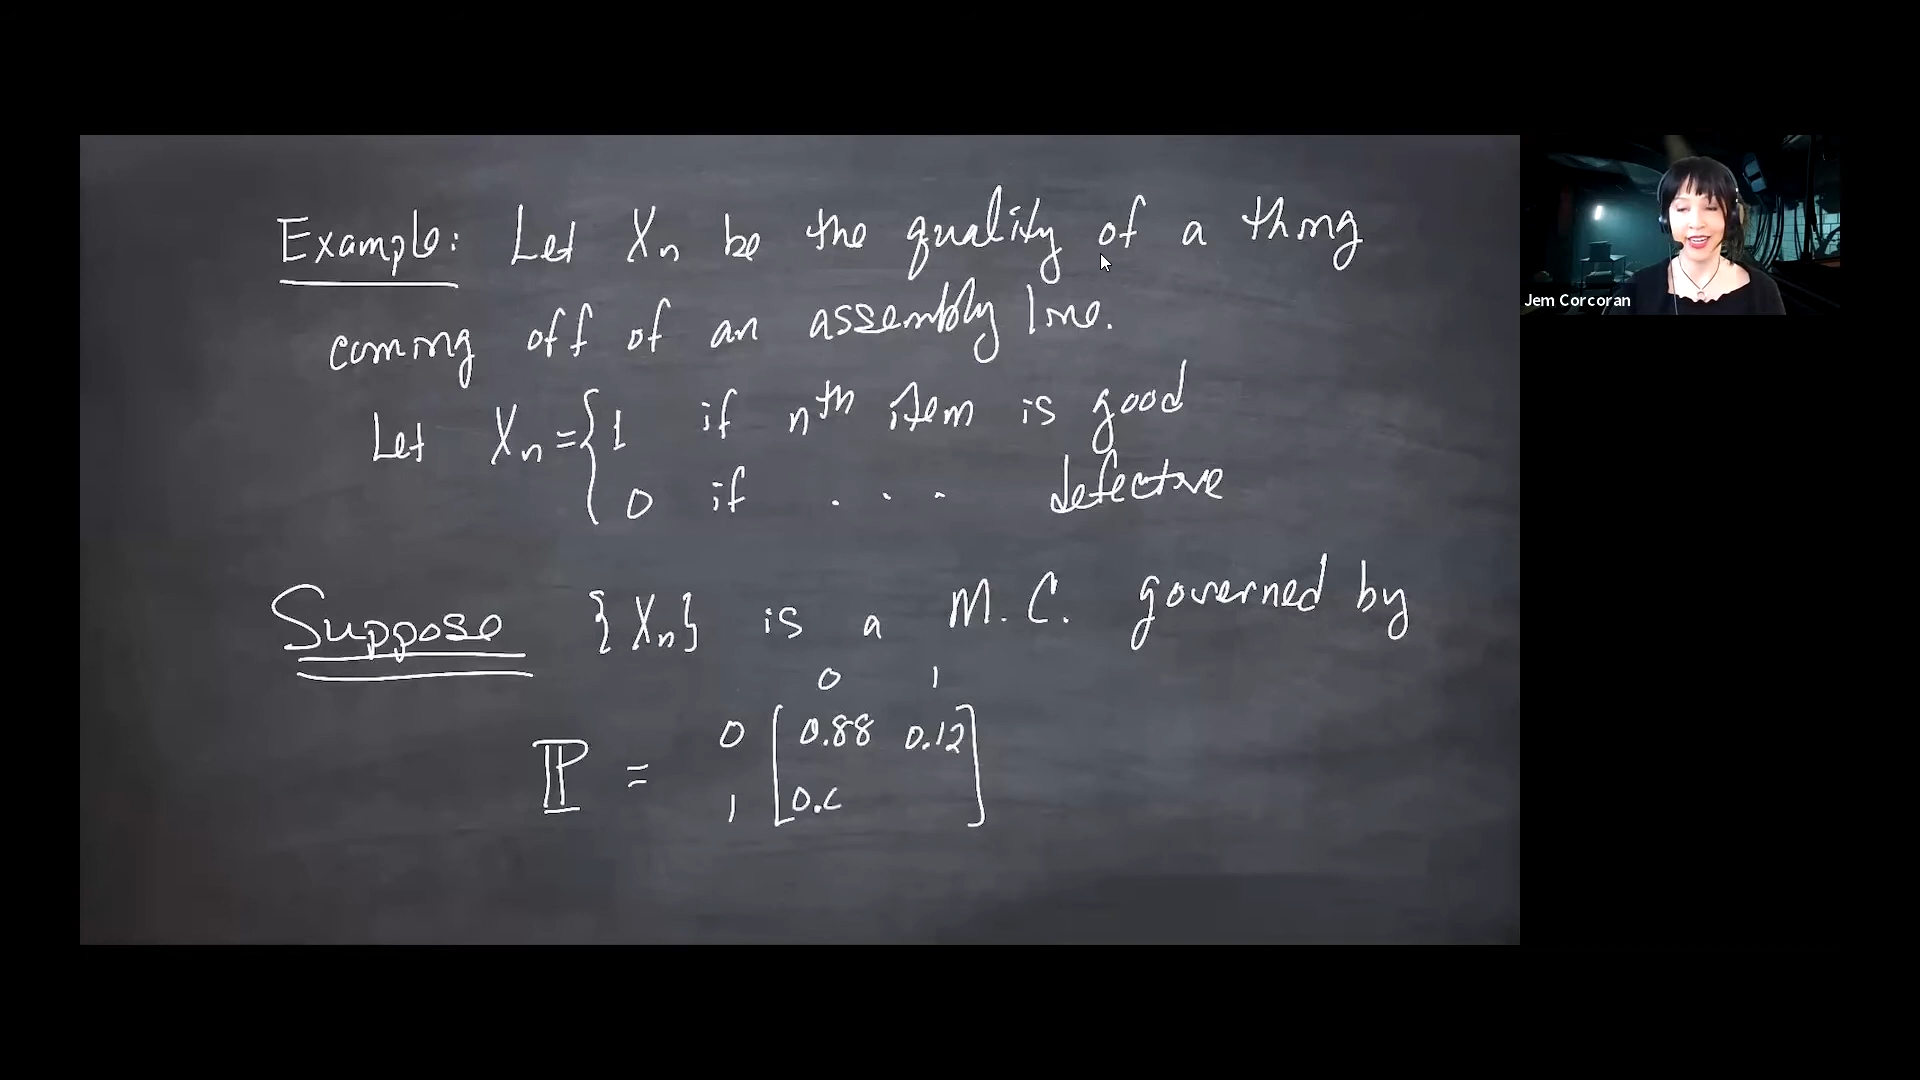 Example: Let Xn be the quality of a thing
coming off of an assembly line.
Let Xn = { 1 if nth item is good
0 if . . . defective
Suppose {Xn} is a M.C. governed by
0 1
ℙ = 0 [ 0.88 0.12 ]
1 [ 0.
Jem Corcoran